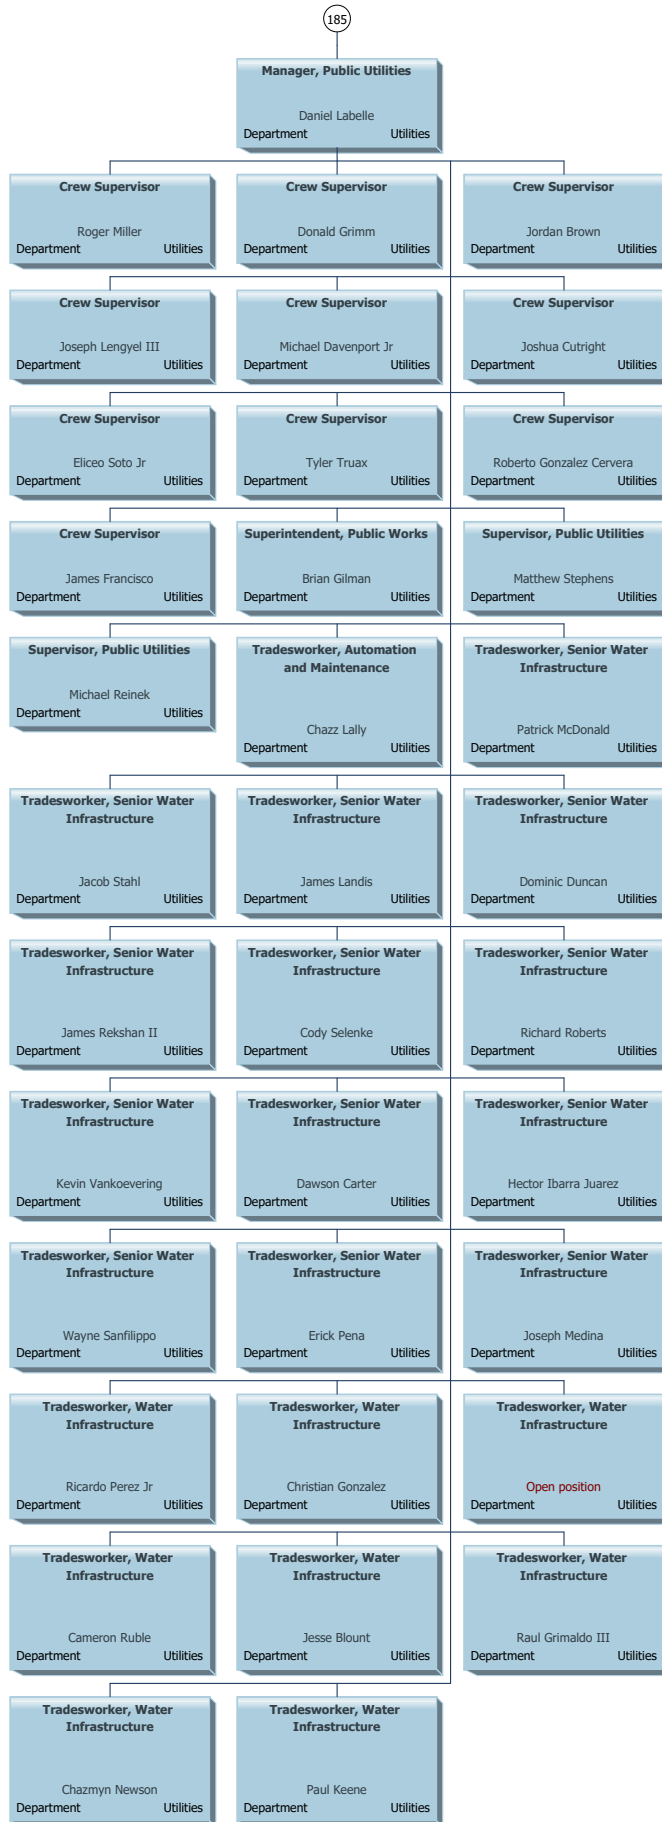 185
Manager, Public Utilities
Daniel Labelle
Department Utilities
Crew Supervisor
Roger Miller
Department Utilities
Crew Supervisor
Donald Grimm
Department Utilities
Crew Supervisor
Jordan Brown
Department Utilities
Crew Supervisor
Joseph Lengyel III
Department Utilities
Crew Supervisor
Michael Davenport Jr
Department Utilities
Crew Supervisor
Joshua Cutright
Department Utilities
Crew Supervisor
Eliceo Soto Jr
Department Utilities
Crew Supervisor
Tyler Truax
Department Utilities
Crew Supervisor
Roberto Gonzalez Cervera
Department Utilities
Crew Supervisor
James Francisco
Department Utilities
Superintendent, Public Works
Brian Gilman
Department Utilities
Supervisor, Public Utilities
Matthew Stephens
Department Utilities
Supervisor, Public Utilities
Michael Reinek
Department Utilities
Tradesworker, Automation
and Maintenance
Chazz Lally
Department Utilities
Tradesworker, Senior Water
Infrastructure
Patrick McDonald
Department Utilities
Tradesworker, Senior Water
Infrastructure
Jacob Stahl
Department Utilities
Tradesworker, Senior Water
Infrastructure
James Landis
Department Utilities
Tradesworker, Senior Water
Infrastructure
Dominic Duncan
Department Utilities
Tradesworker, Senior Water
Infrastructure
James Rekshan II
Department Utilities
Tradesworker, Senior Water
Infrastructure
Cody Selenke
Department Utilities
Tradesworker, Senior Water
Infrastructure
Richard Roberts
Department Utilities
Tradesworker, Senior Water
Infrastructure
Kevin Vankoevering
Department Utilities
Tradesworker, Senior Water
Infrastructure
Dawson Carter
Department Utilities
Tradesworker, Senior Water
Infrastructure
Hector Ibarra Juarez
Department Utilities
Tradesworker, Senior Water
Infrastructure
Wayne Sanfilippo
Department Utilities
Tradesworker, Senior Water
Infrastructure
Erick Pena
Department Utilities
Tradesworker, Senior Water
Infrastructure
Joseph Medina
Department Utilities
Tradesworker, Water
Infrastructure
Ricardo Perez Jr
Department Utilities
Tradesworker, Water
Infrastructure
Christian Gonzalez
Department Utilities
Tradesworker, Water
Infrastructure
Open position
Department Utilities
Tradesworker, Water
Infrastructure
Cameron Ruble
Department Utilities
Tradesworker, Water
Infrastructure
Jesse Blount
Department Utilities
Tradesworker, Water
Infrastructure
Raul Grimaldo III
Department Utilities
Tradesworker, Water
Infrastructure
Chazmyn Newson
Department Utilities
Tradesworker, Water
Infrastructure
Paul Keene
Department Utilities